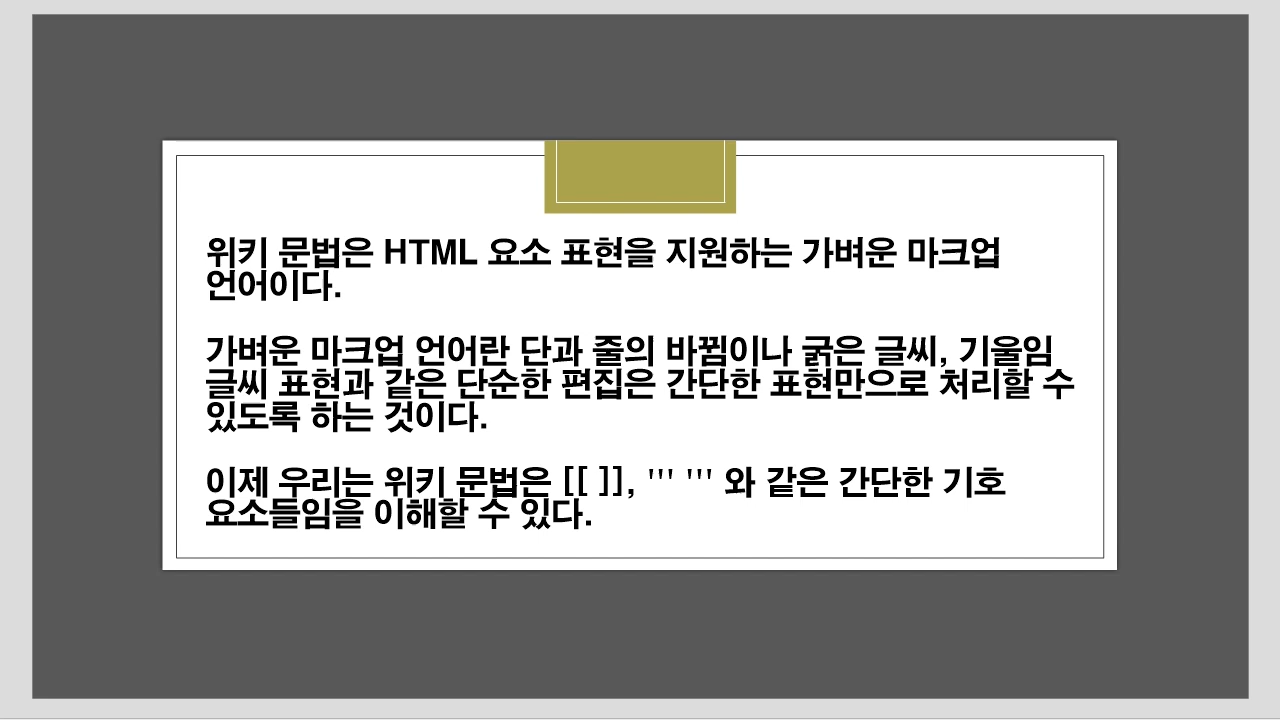 위키 문법은 HTML 요소 표현을 지원하는 가벼운 마크업
언어이다.
가벼운 마크업 언어란 단과 줄의 바뀜이나 굵은 글씨, 기울임
글씨 표현과 같은 단순한 편집은 간단한 표현만으로 처리할 수
있도록 하는 것이다.
이제 우리는 위키 문법은 [[ ]], ''' ''' 와 같은 간단한 기호
요소들임을 이해할 수 있다.